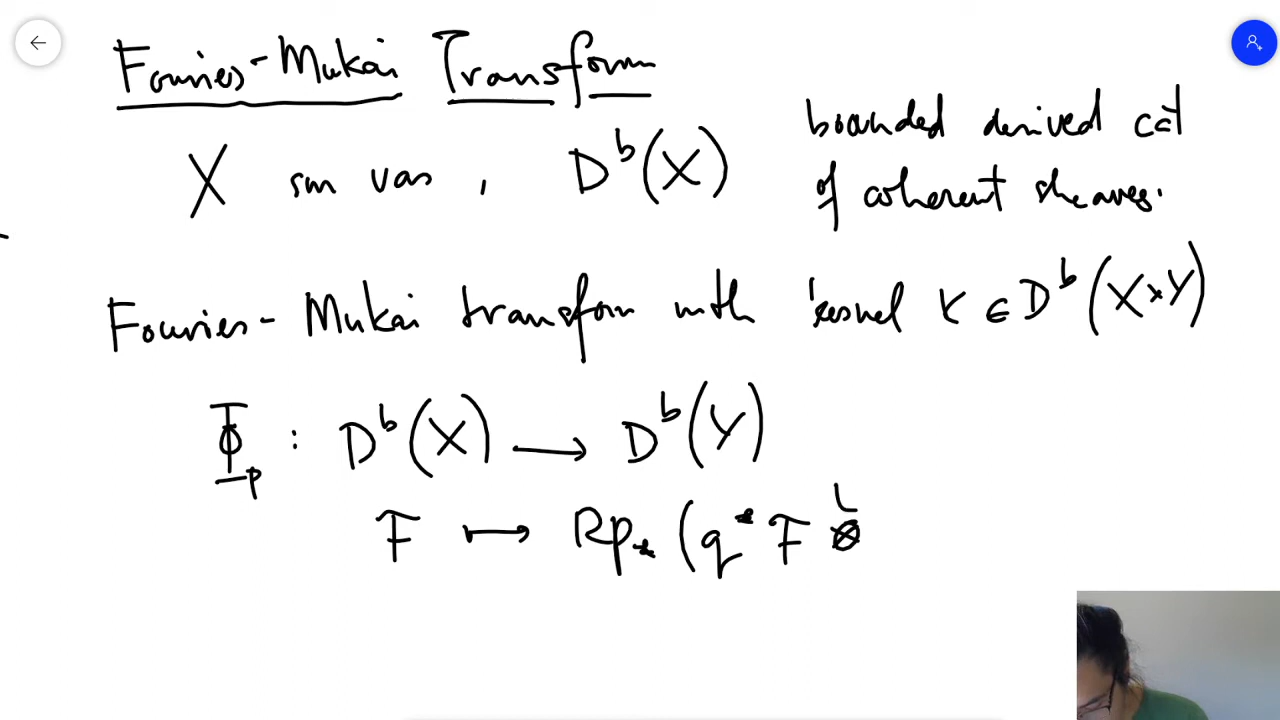 Fourier-Mukai Transform
X sm var, D^b(X) bounded derived cat
of coherent sheaves.
Fourier-Mukai transform with kernel K ∈ D^b(X×Y)
Φ_P : D^b(X) ⟶ D^b(Y)
F ⟼ Rp_* (q^* F ⊗^L